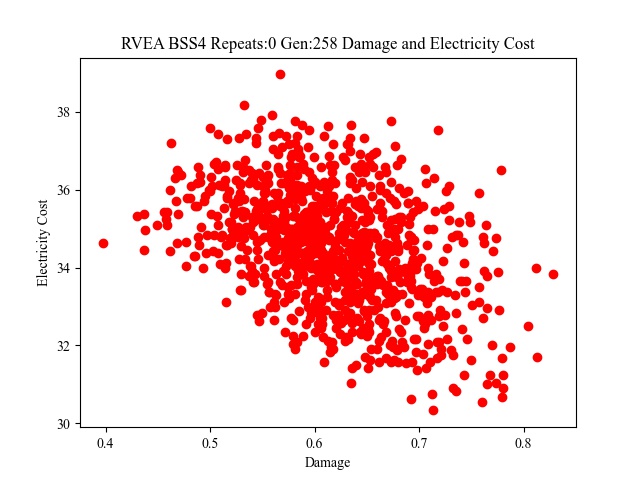 RVEA BSS4 Repeats:0 Gen:258 Damage and Electricity Cost
38
36
34
32
30
Electricity Cost
0.4 0.5 0.6 0.7 0.8
Damage